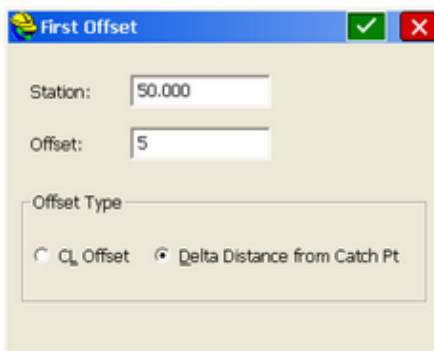 First Offset
Station: 50.000
Offset: 5
Offset Type
CL Offset Delta Distance from Catch Pt